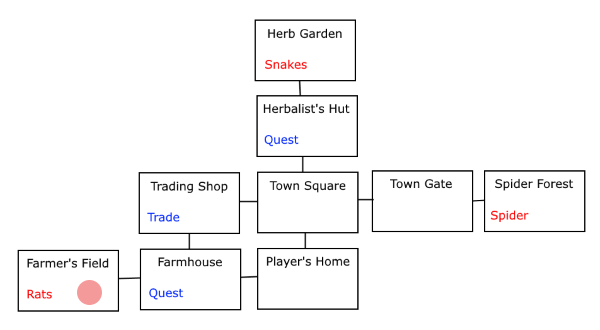 Herb Garden
Snakes
Herbalist's Hut
Quest
Trading Shop
Trade
Town Square
Town Gate
Spider Forest
Spider
Farmer's Field
Rats
Farmhouse
Quest
Player's Home